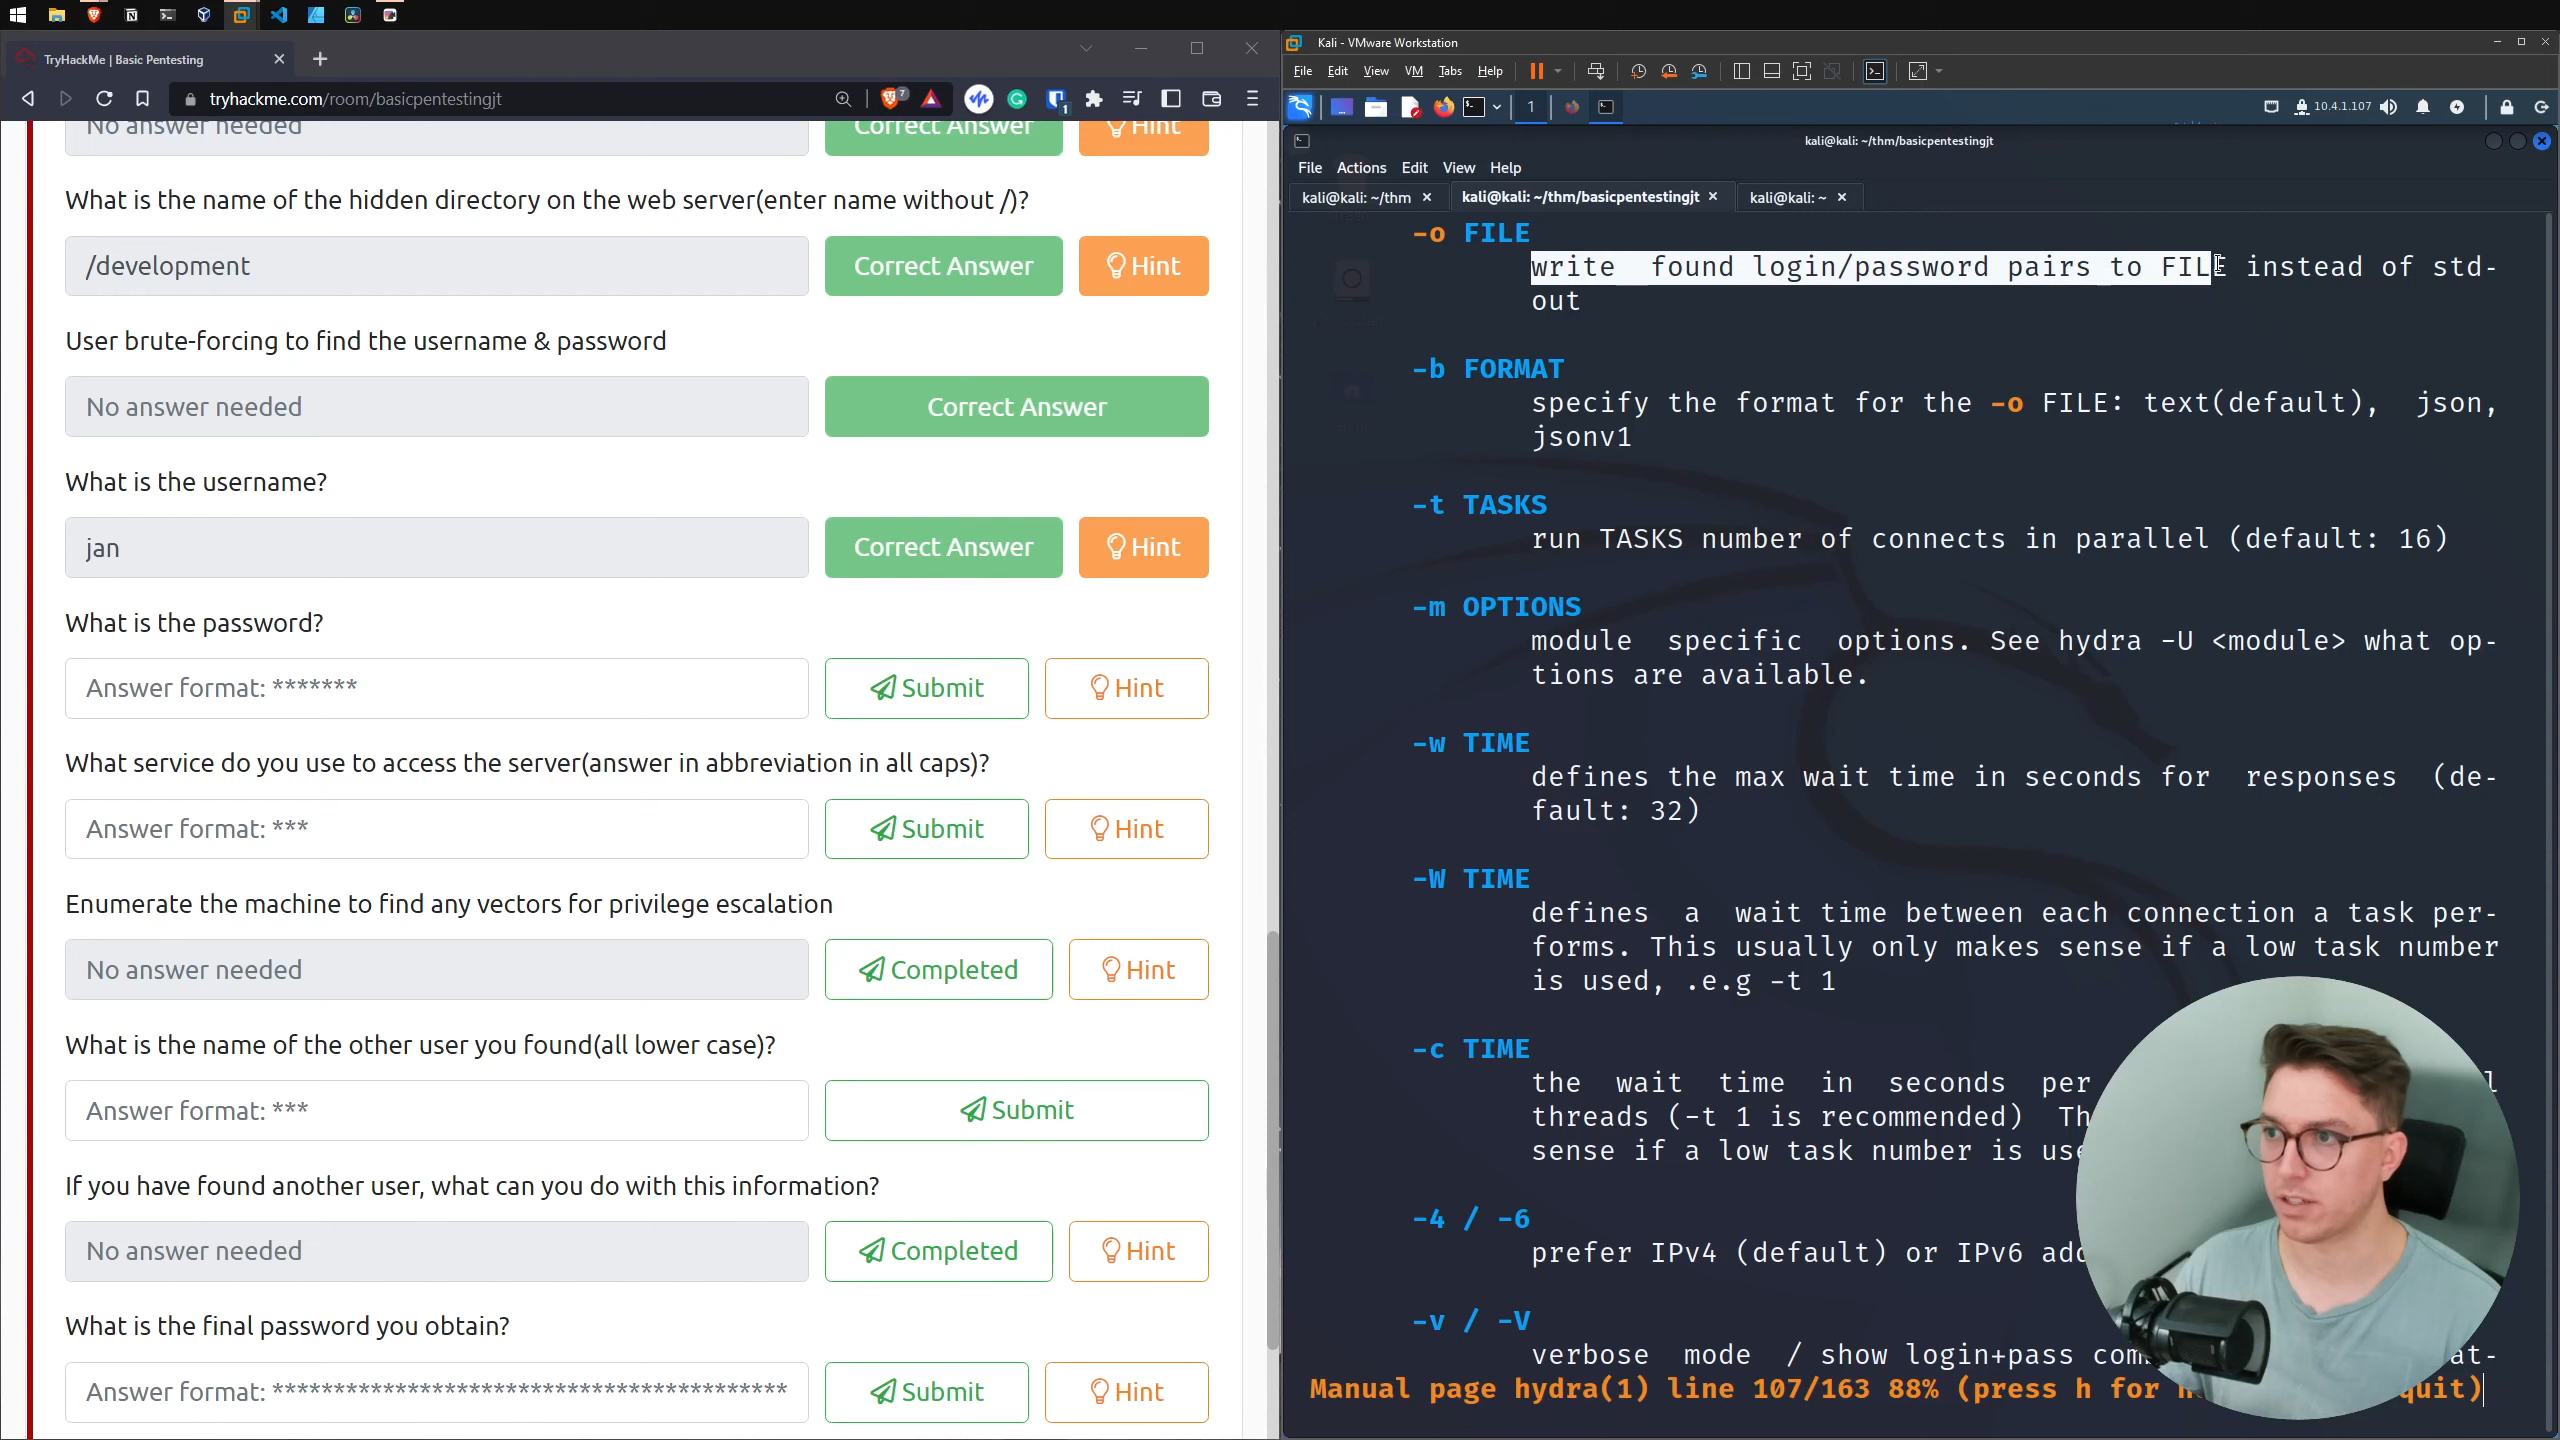 TryHackMe | Basic Pentesting
tryhackme.com/room/basicpentestingjt
7
1
No answer needed
Correct Answer
Hint
What is the name of the hidden directory on the web server(enter name without /)?
/development
Correct Answer
Hint
User brute-forcing to find the username & password
No answer needed
Correct Answer
What is the username?
jan
Correct Answer
Hint
What is the password?
Answer format: *******
Submit
Hint
What service do you use to access the server(answer in abbreviation in all caps)?
Answer format: ***
Submit
Hint
Enumerate the machine to find any vectors for privilege escalation
No answer needed
Completed
Hint
What is the name of the other user you found(all lower case)?
Answer format: ***
Submit
If you have found another user, what can you do with this information?
No answer needed
Completed
Hint
What is the final password you obtain?
Answer format: ******************************************
Submit
Hint
Kali - VMware Workstation
File Edit View VM Tabs Help
1
10.4.1.107
kali@kali: ~/thm/basicpentestingjt
File Actions Edit View Help
kali@kali: ~/thm
kali@kali: ~/thm/basicpentestingjt
kali@kali: ~
-o FILE
write  found login/password pairs to FILE instead of std-
out
-b FORMAT
specify the format for the -o FILE: text(default),  json,
jsonv1
-t TASKS
run TASKS number of connects in parallel (default: 16)
-m OPTIONS
module  specific  options. See hydra -U <module> what op-
tions are available.
-w TIME
defines the max wait time in seconds for  responses  (de-
fault: 32)
-W TIME
defines  a  wait time between each connection a task per-
forms. This usually only makes sense if a low task number
is used, .e.g -t 1
-c TIME
the  wait  time  in  seconds  per
threads (-t 1 is recommended)
sense if a low task number is
-4 / -6
prefer IPv4 (default) or IPv6
-v / -V
verbose  mode  / show login+pass
Manual page hydra(1) line 107/163 88% (press h for quit)